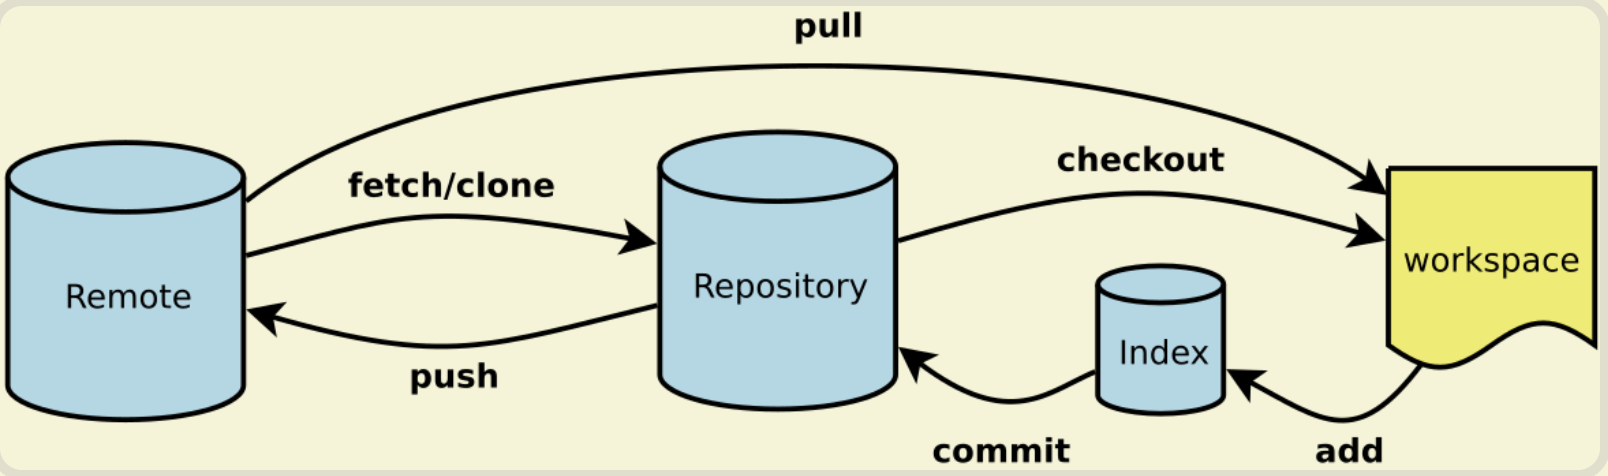 pull
fetch/clone
checkout
Remote
Repository
workspace
Index
push
commit
add